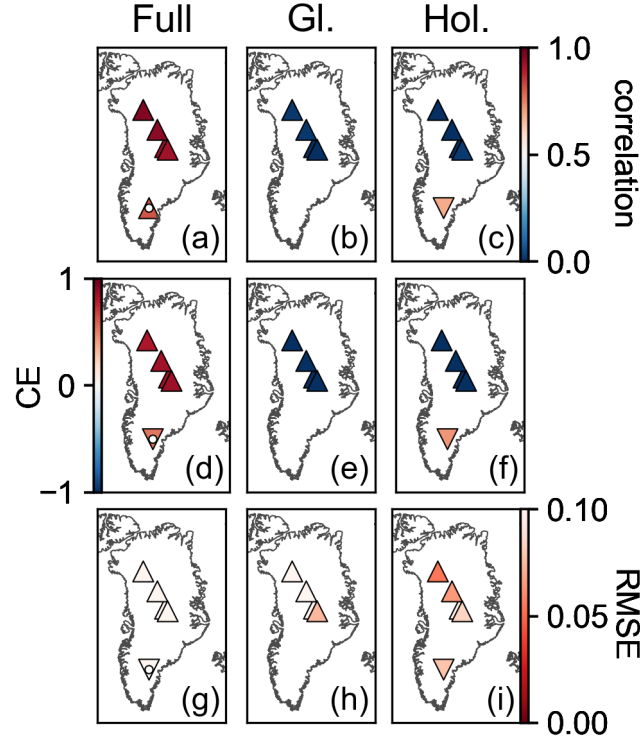 Full Gl. Hol.
1.0
(a) (b) (c) 0.5 correlation
0.0
1
CE 0
(d) (e) (f)
−1
0.10
0.05 RMSE
(g) (h) (i)
0.00